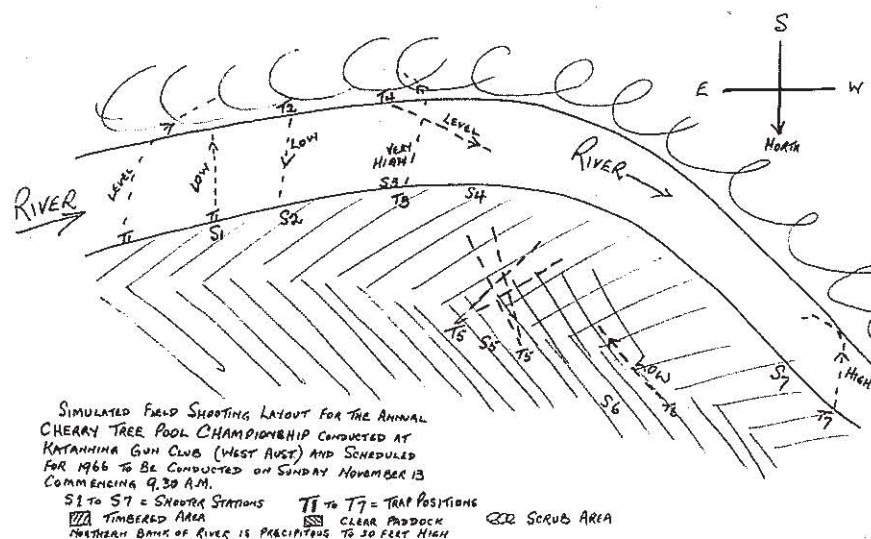 S
E W
NORTH
T2
T4
LEVEL
LOW
LOW
VERY
HIGH
LEVEL
RIVER
RIVER
T1
T1
S1
S2
S3
T3
S4
T5
S5
T5
LOW
S6
T6
S7
HIGH
T7
SIMULATED FIELD SHOOTING LAYOUT FOR THE ANNUAL
CHERRY TREE POOL CHAMPIONSHIP CONDUCTED AT
KATANNING GUN CLUB (WEST AUST) AND SCHEDULED
FOR 1966 TO BE CONDUCTED ON SUNDAY NOVEMBER 13
COMMENCING 9.30 A.M.
S1 TO S7 = SHOOTER STATIONS T1 TO T7 = TRAP POSITIONS
TIMBERED AREA CLEAR PADDOCK SCRUB AREA
NORTHERN BANK OF RIVER IS PRECIPITOUS TO 30 FEET HIGH